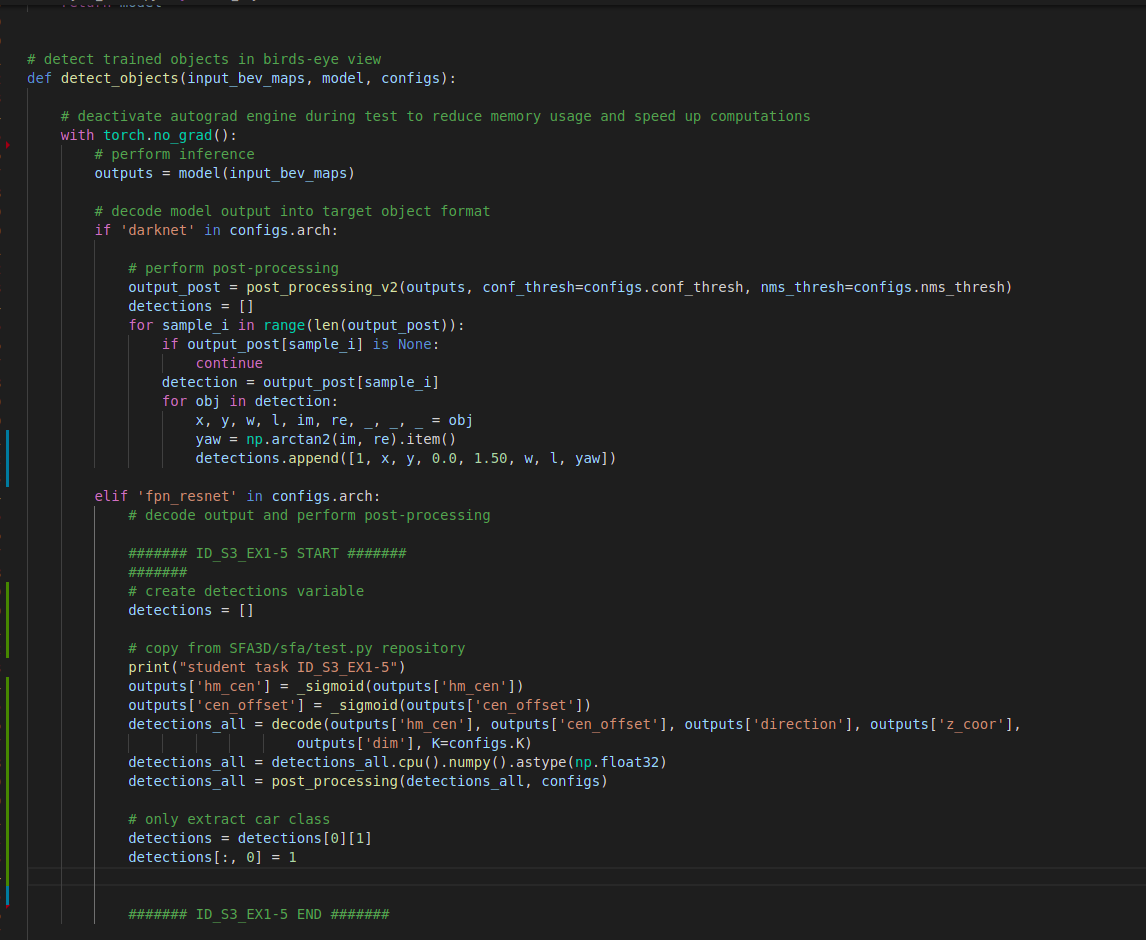 return model
# detect trained objects in birds-eye view
def detect_objects(input_bev_maps, model, configs):
# deactivate autograd engine during test to reduce memory usage and speed up computations
with torch.no_grad():
# perform inference
outputs = model(input_bev_maps)
# decode model output into target object format
if 'darknet' in configs.arch:
# perform post-processing
output_post = post_processing_v2(outputs, conf_thresh=configs.conf_thresh, nms_thresh=configs.nms_thresh)
detections = []
for sample_i in range(len(output_post)):
if output_post[sample_i] is None:
continue
detection = output_post[sample_i]
for obj in detection:
x, y, w, l, im, re, _, _, _ = obj
yaw = np.arctan2(im, re).item()
detections.append([1, x, y, 0.0, 1.50, w, l, yaw])
elif 'fpn_resnet' in configs.arch:
# decode output and perform post-processing
####### ID_S3_EX1-5 START #######
#######
# create detections variable
detections = []
# copy from SFA3D/sfa/test.py repository
print("student task ID_S3_EX1-5")
outputs['hm_cen'] = _sigmoid(outputs['hm_cen'])
outputs['cen_offset'] = _sigmoid(outputs['cen_offset'])
detections_all = decode(outputs['hm_cen'], outputs['cen_offset'], outputs['direction'], outputs['z_coor'],
outputs['dim'], K=configs.K)
detections_all = detections_all.cpu().numpy().astype(np.float32)
detections_all = post_processing(detections_all, configs)
# only extract car class
detections = detections[0][1]
detections[:, 0] = 1
####### ID_S3_EX1-5 END #######